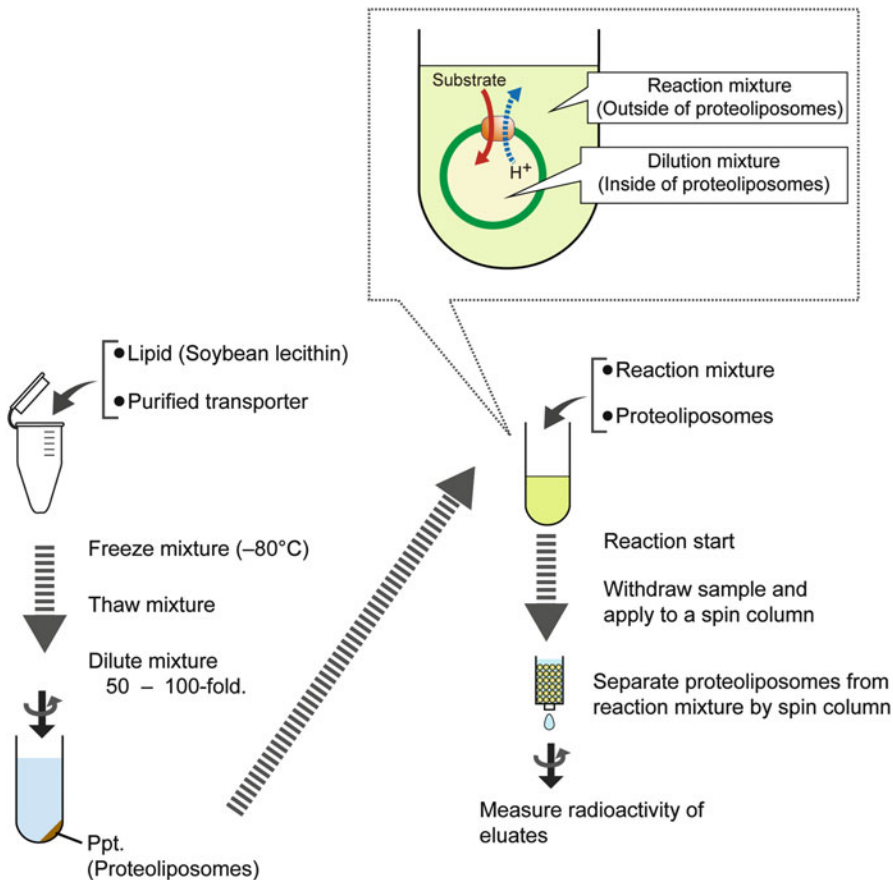 Substrate
H+
Reaction mixture
(Outside of proteoliposomes)
Dilution mixture
(Inside of proteoliposomes)
●Lipid (Soybean lecithin)
●Purified transporter
Freeze mixture (–80°C)
Thaw mixture
Dilute mixture
50 – 100-fold.
Ppt.
(Proteoliposomes)
●Reaction mixture
●Proteoliposomes
Reaction start
Withdraw sample and
apply to a spin column
Separate proteoliposomes from
reaction mixture by spin column
Measure radioactivity of
eluates